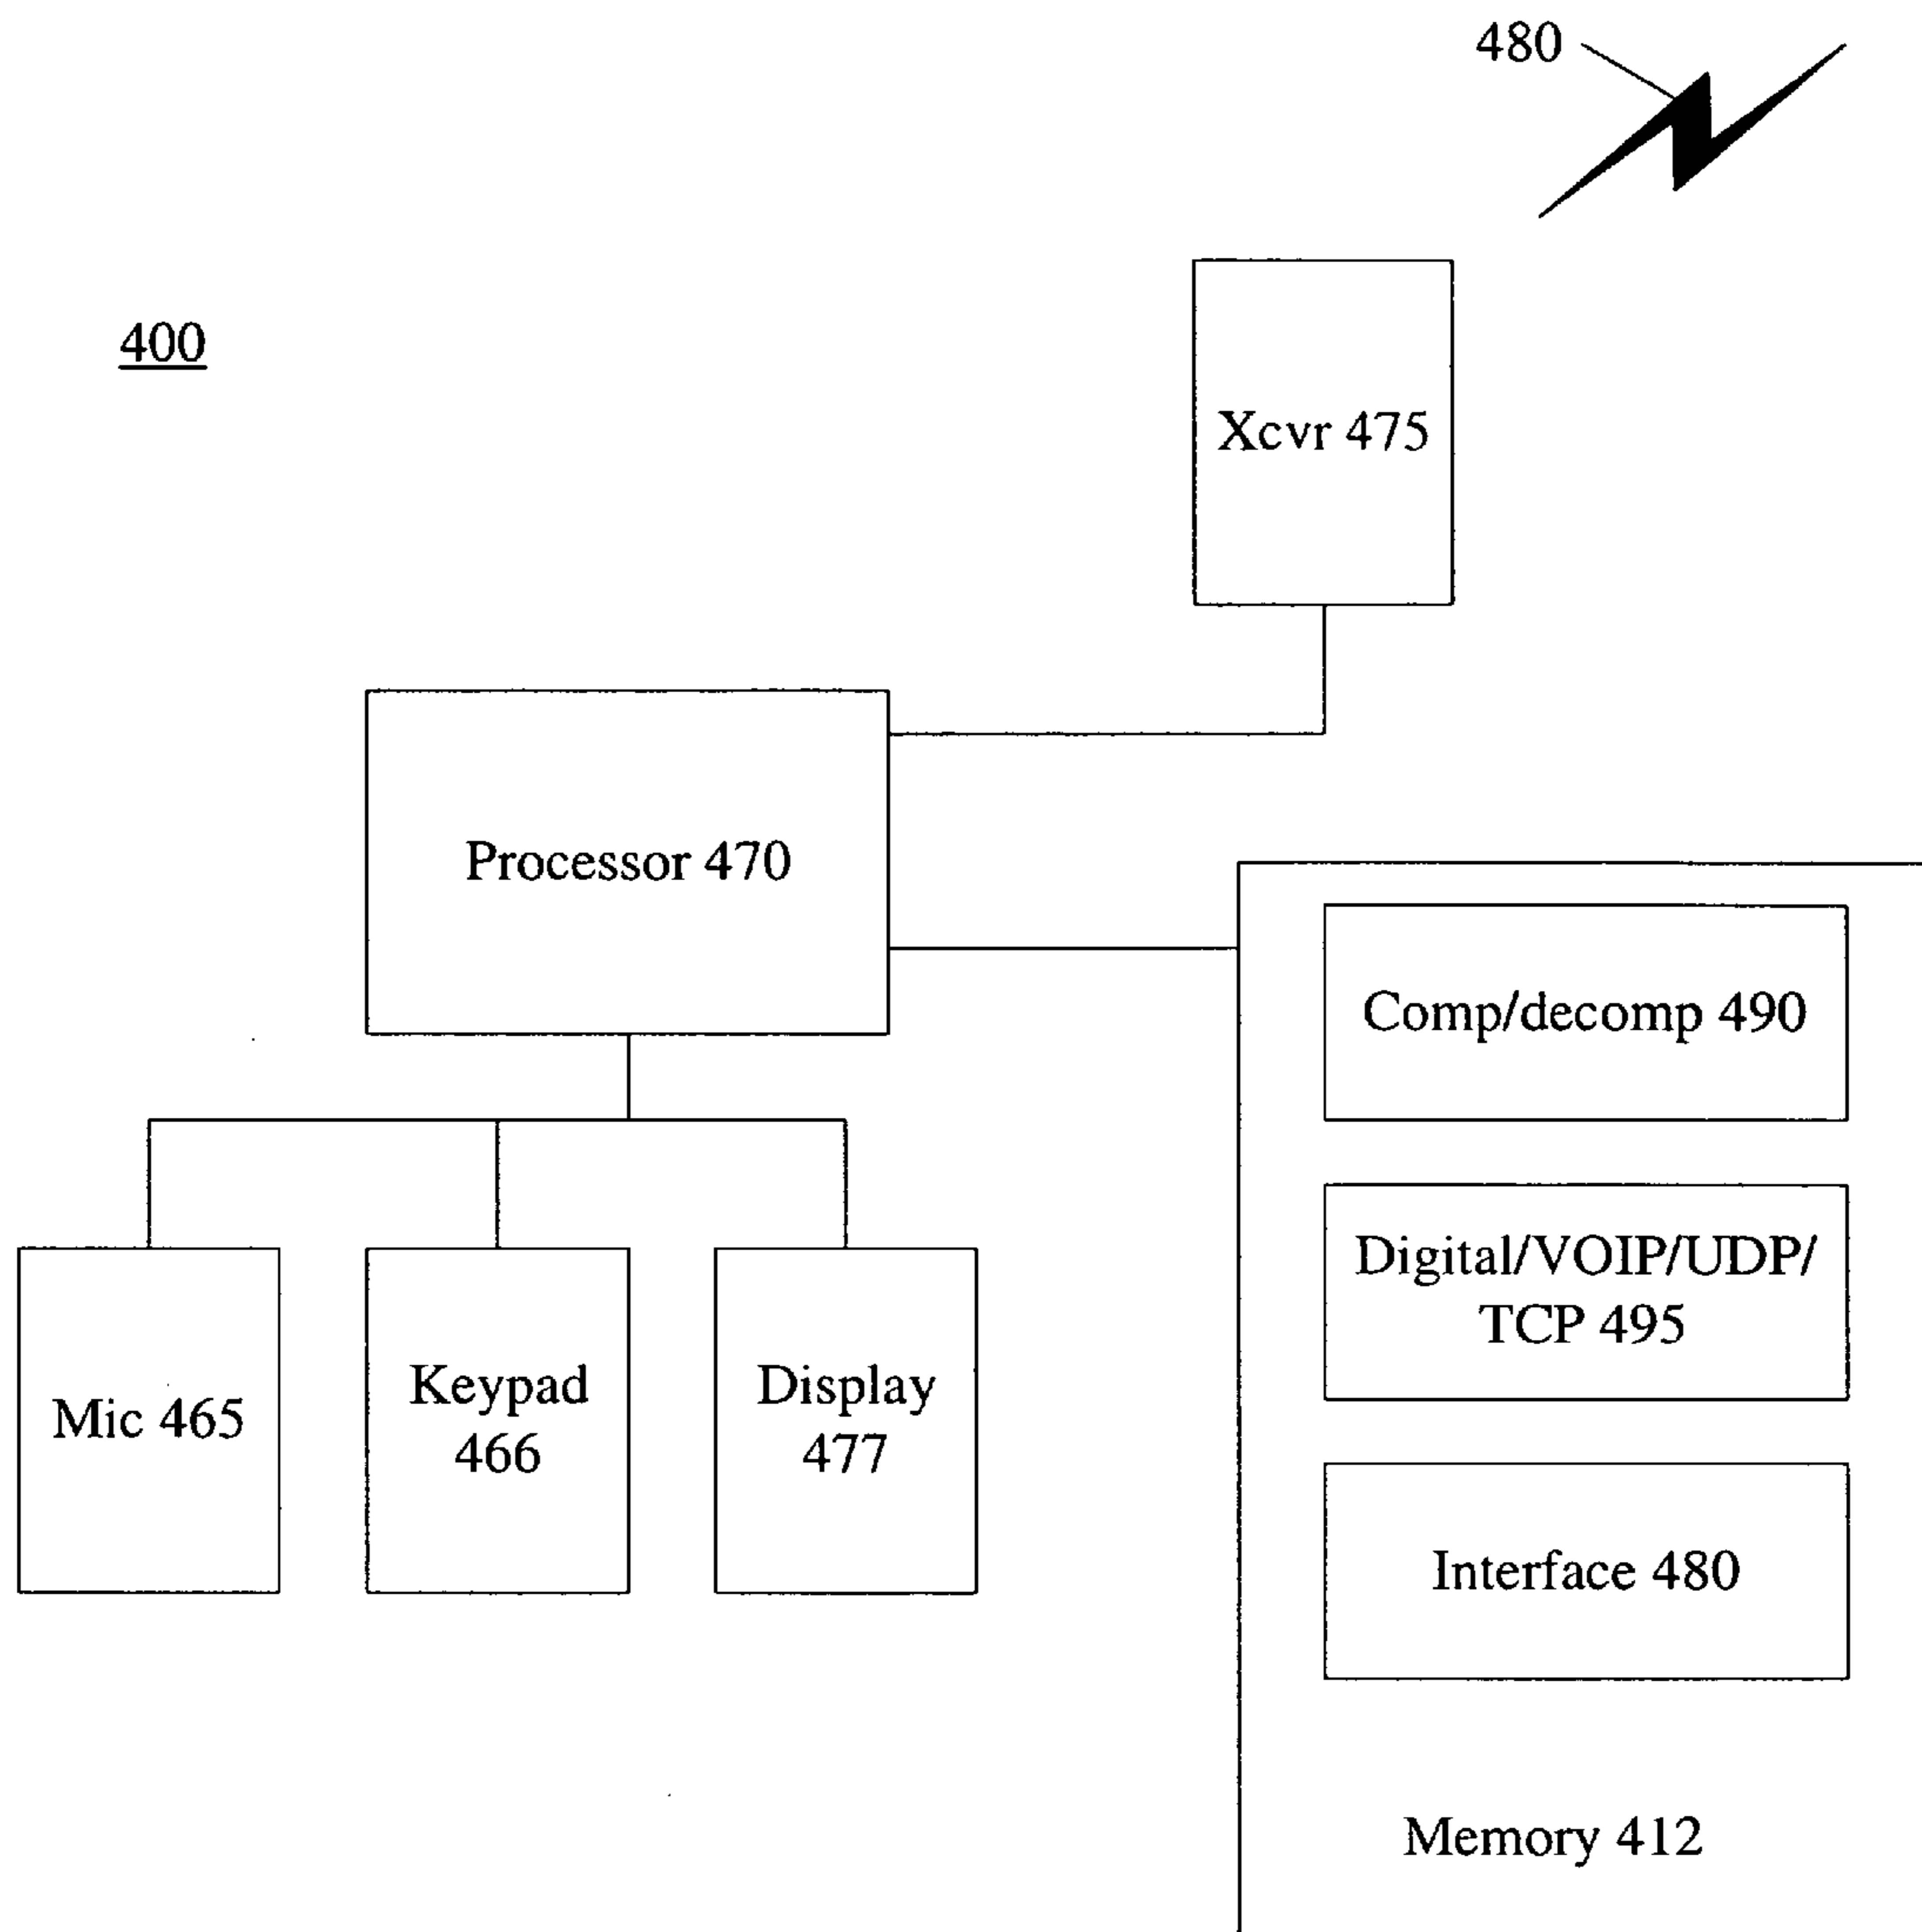 480
400
Xcvr 475
Processor 470
Comp/decomp 490
Digital/VOIP/UDP/
TCP 495
Mic 465
Keypad
466
Display
477
Interface 480
Memory 412